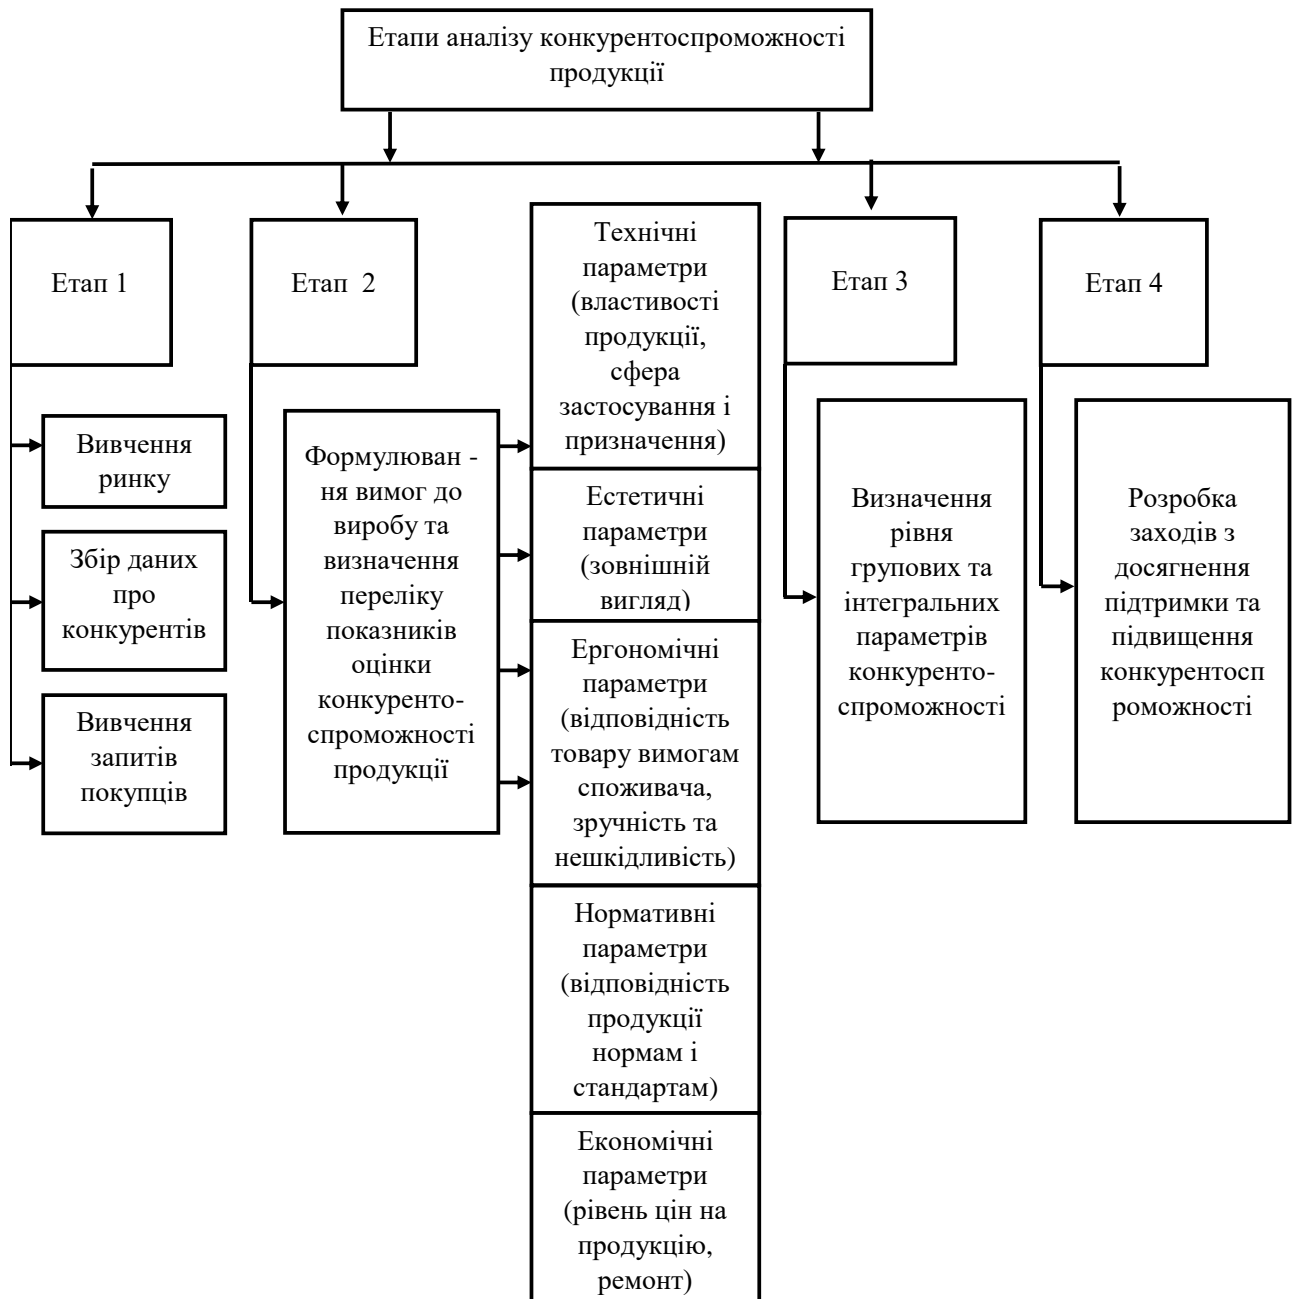 Етапи аналізу конкурентоспроможності
продукції
Етап 1
Вивчення
ринку
Збір даних
про
конкурентів
Вивчення
запитів
покупців
Етап  2
Формулюван -
ня вимог до
виробу та
визначення
переліку
показників
оцінки
конкуренто-
спроможності
продукції
Технічні
параметри
(властивості
продукції,
сфера
застосування і
призначення)
Естетичні
параметри
(зовнішній
вигляд)
Ергономічні
параметри
(відповідність
товару вимогам
споживача,
зручність та
нешкідливість)
Нормативні
параметри
(відповідність
продукції
нормам і
стандартам)
Економічні
параметри
(рівень цін на
продукцію,
ремонт)
Етап 3
Визначення
рівня
групових та
інтегральних
параметрів
конкуренто-
спроможності
Етап 4
Розробка
заходів з
досягнення
підтримки та
підвищення
конкурентосп
роможності